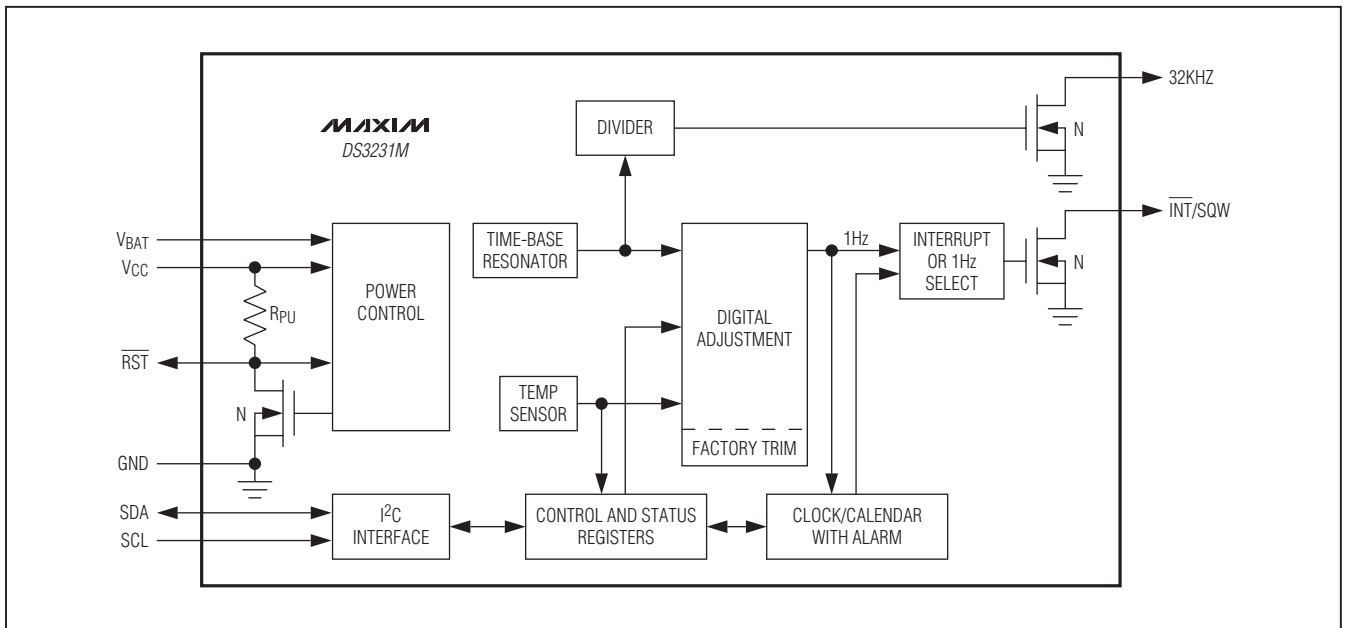 32KHZ
MAXIM
DS3231M
DIVIDER
N
INT/SQW
VBAT
VCC
RPU
RST
N
GND
SDA
SCL
POWER
CONTROL
TIME-BASE
RESONATOR
TEMP
SENSOR
DIGITAL
ADJUSTMENT
FACTORY TRIM
1Hz
INTERRUPT
OR 1Hz
SELECT
N
I2C
INTERFACE
CONTROL AND STATUS
REGISTERS
CLOCK/CALENDAR
WITH ALARM